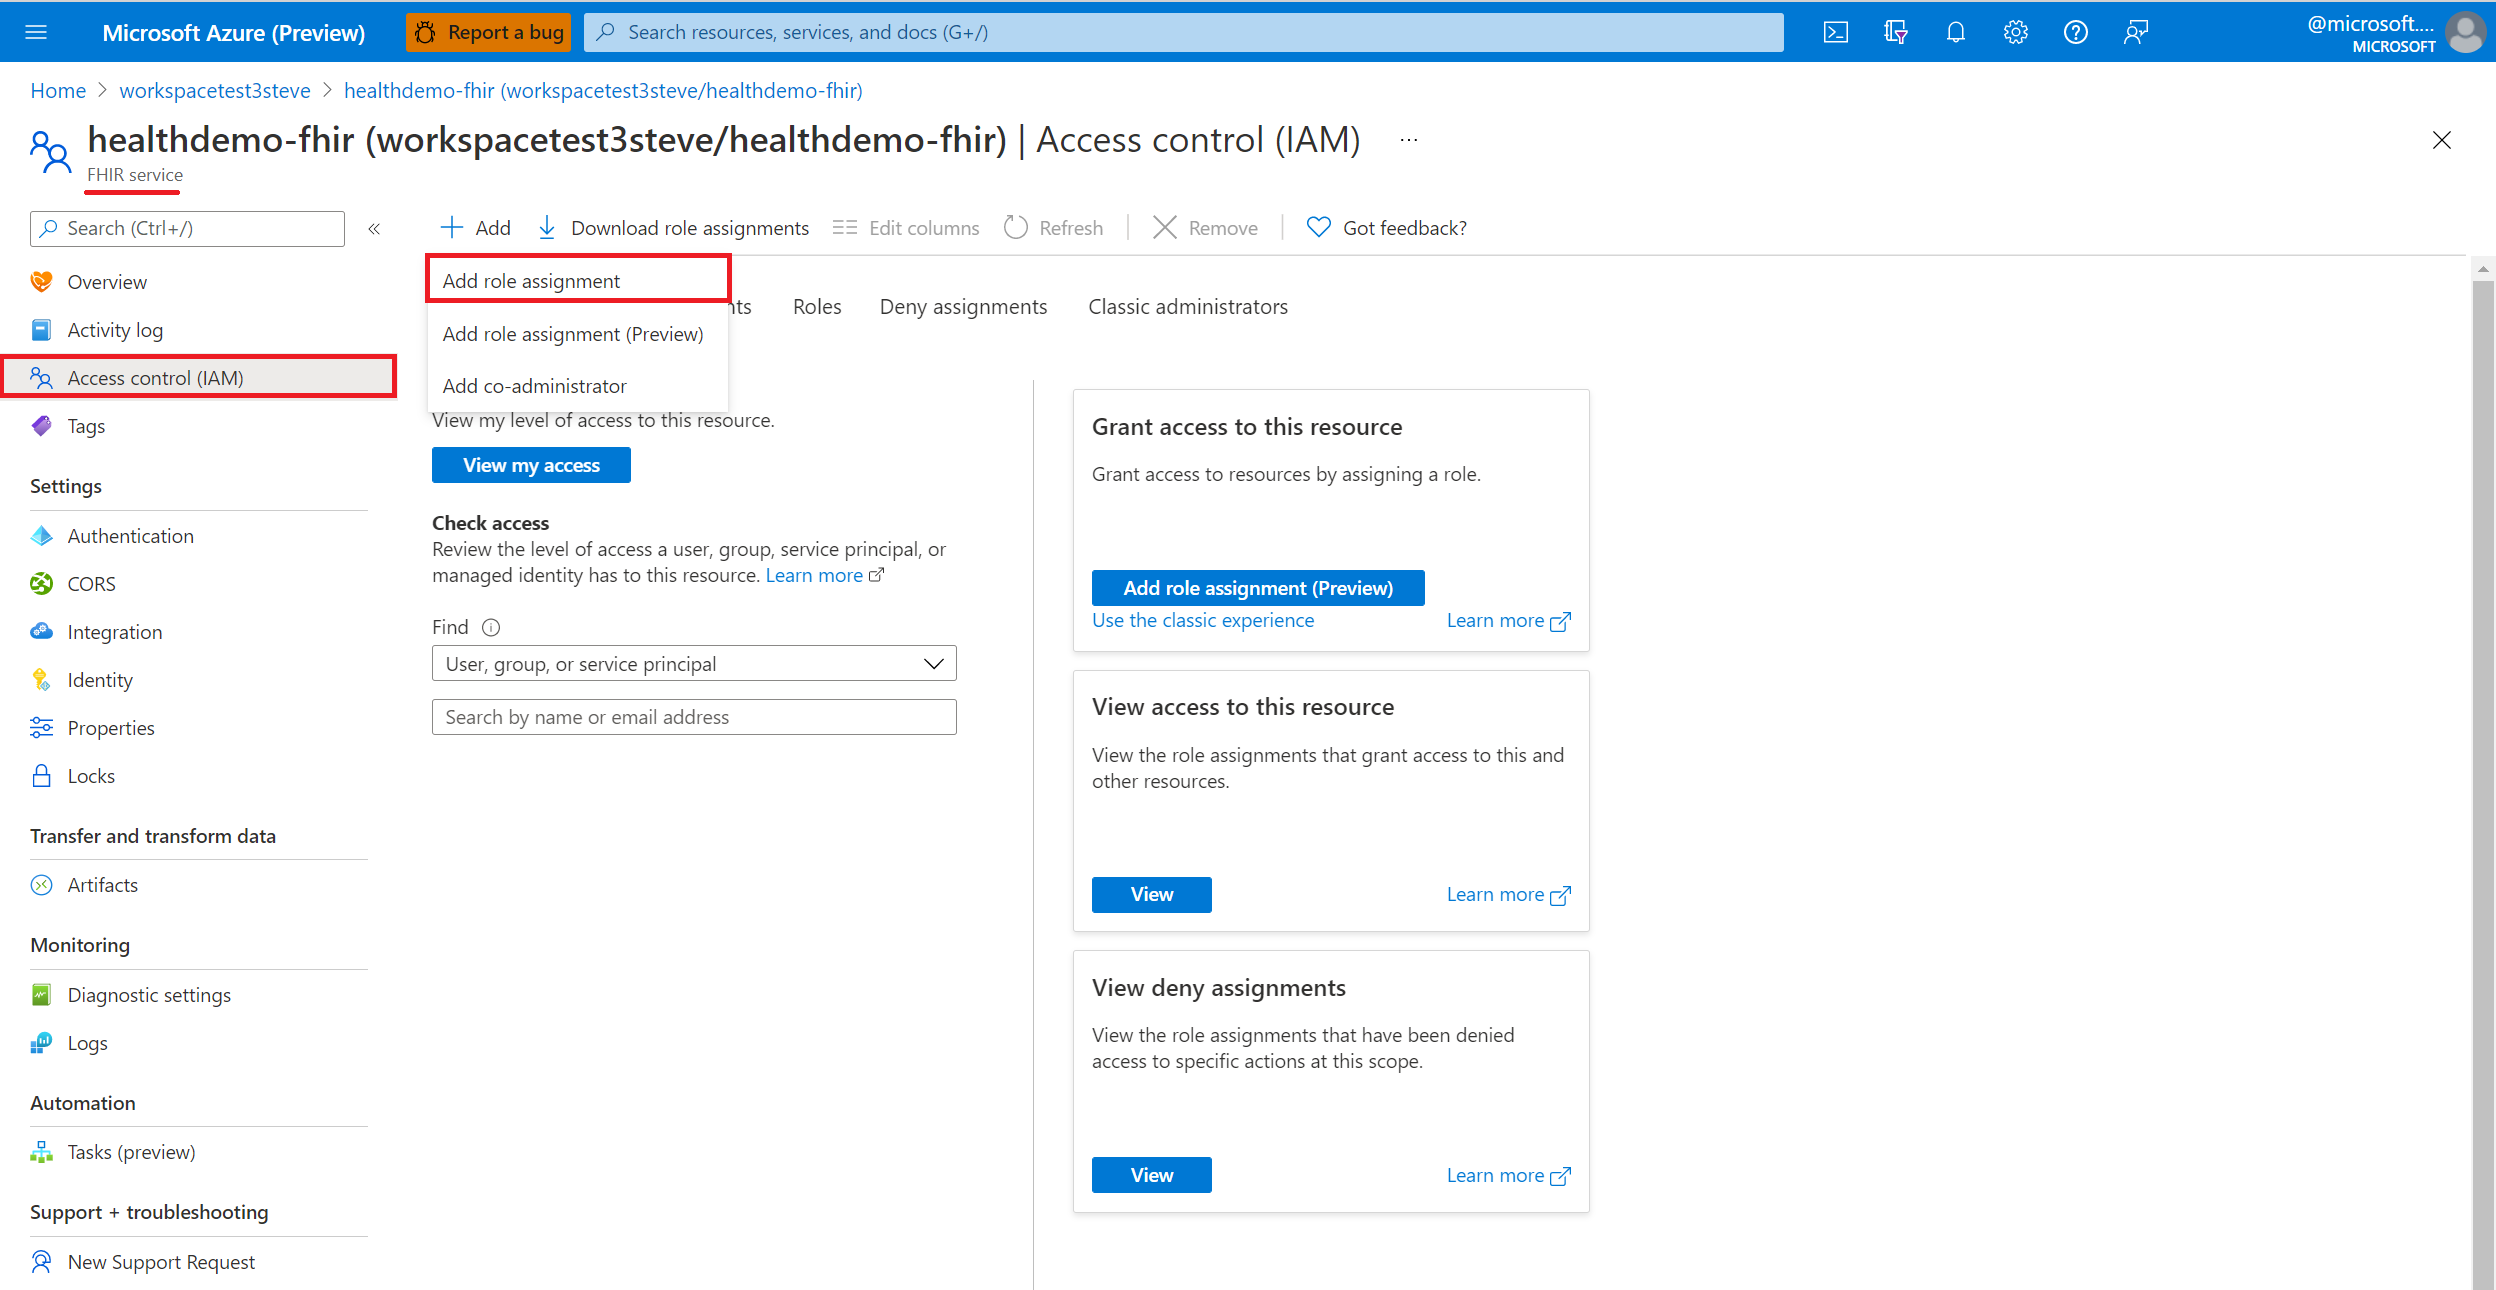 Microsoft Azure (Preview)
Report a bug
Search resources, services, and docs (G+/)
@microsoft....
MICROSOFT
Home > workspacetest3steve > healthdemo-fhir (workspacetest3steve/healthdemo-fhir)
healthdemo-fhir (workspacetest3steve/healthdemo-fhir) | Access control (IAM) ...
FHIR service
Search (Ctrl+/)
«
Overview
Activity log
Access control (IAM)
Tags
Settings
Authentication
CORS
Integration
Identity
Properties
Locks
Transfer and transform data
Artifacts
Monitoring
Diagnostic settings
Logs
Automation
Tasks (preview)
Support + troubleshooting
New Support Request
Add
Download role assignments
Edit columns
Refresh
Remove
Got feedback?
Add role assignment
Add role assignment (Preview)
Add co-administrator
Roles
Deny assignments
Classic administrators
View my level of access to this resource.
View my access
Check access
Review the level of access a user, group, service principal, or
managed identity has to this resource. Learn more
Find
User, group, or service principal
Search by name or email address
Grant access to this resource
Grant access to resources by assigning a role.
Add role assignment (Preview)
Use the classic experience
Learn more
View access to this resource
View the role assignments that grant access to this and
other resources.
View
Learn more
View deny assignments
View the role assignments that have been denied
access to specific actions at this scope.
View
Learn more